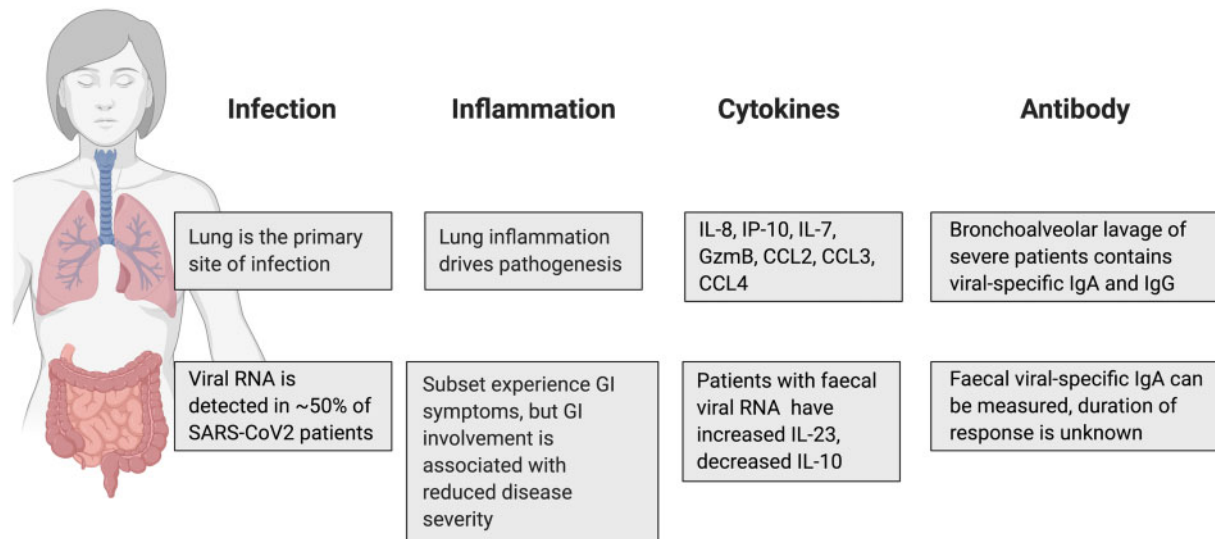 Infection
Inflammation
Cytokines
Antibody
Lung is the primary
site of infection
Lung inflammation
drives pathogenesis
IL-8, IP-10, IL-7,
GzmB, CCL2, CCL3,
CCL4
Bronchoalveolar lavage of
severe patients contains
viral-specific IgA and IgG
Viral RNA is
detected in ~50% of
SARS-CoV2 patients
Subset experience GI
symptoms, but GI
involvement is
associated with
reduced disease
severity
Patients with faecal
viral RNA have
increased IL-23,
decreased IL-10
Faecal viral-specific IgA can
be measured, duration of
response is unknown